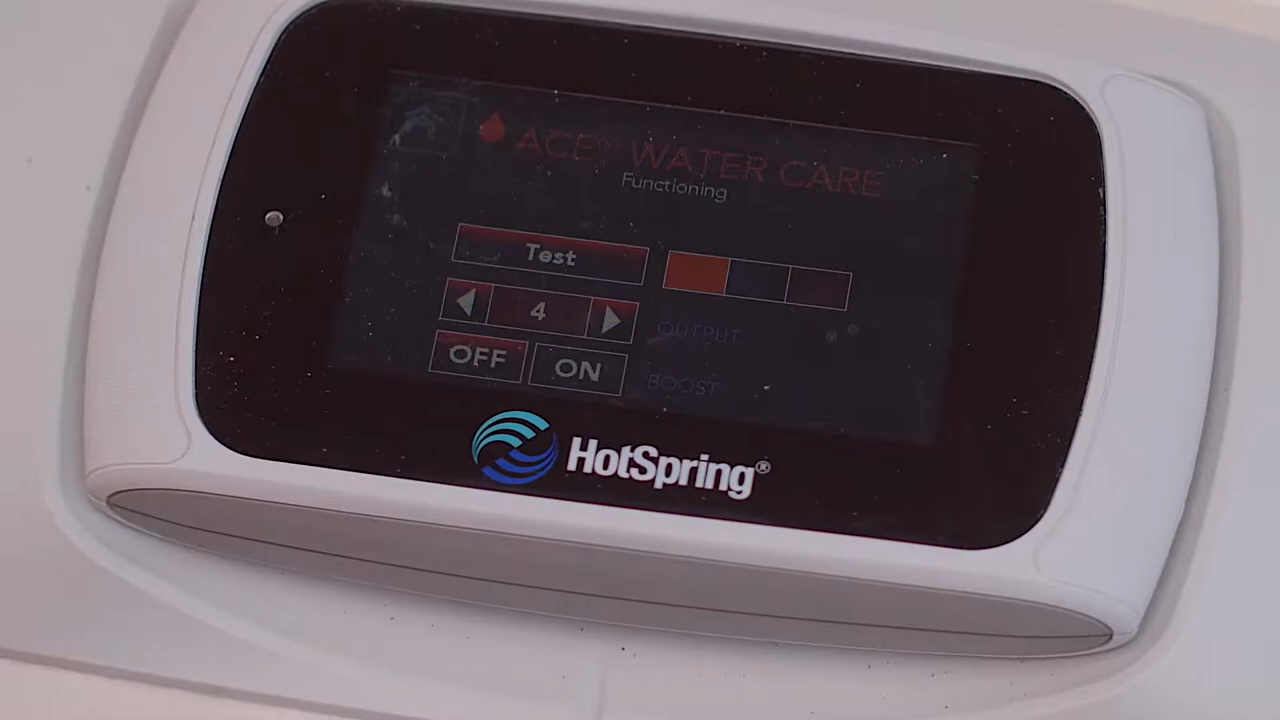 ACE™ WATER CARE
Functioning
Test
4
OUTPUT
OFF ON
BOOST
HotSpring®